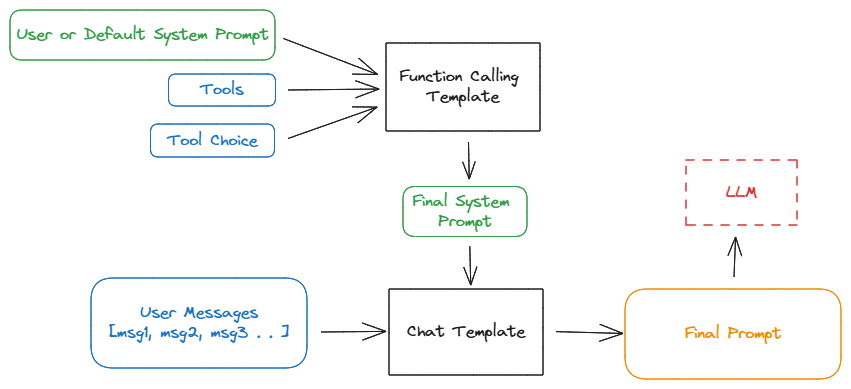 User or Default System Prompt
Tools
Tool Choice
Function Calling
Template
Final System
Prompt
LLM
User Messages
[msg1, msg2, msg3 . . .]
Chat Template
Final Prompt